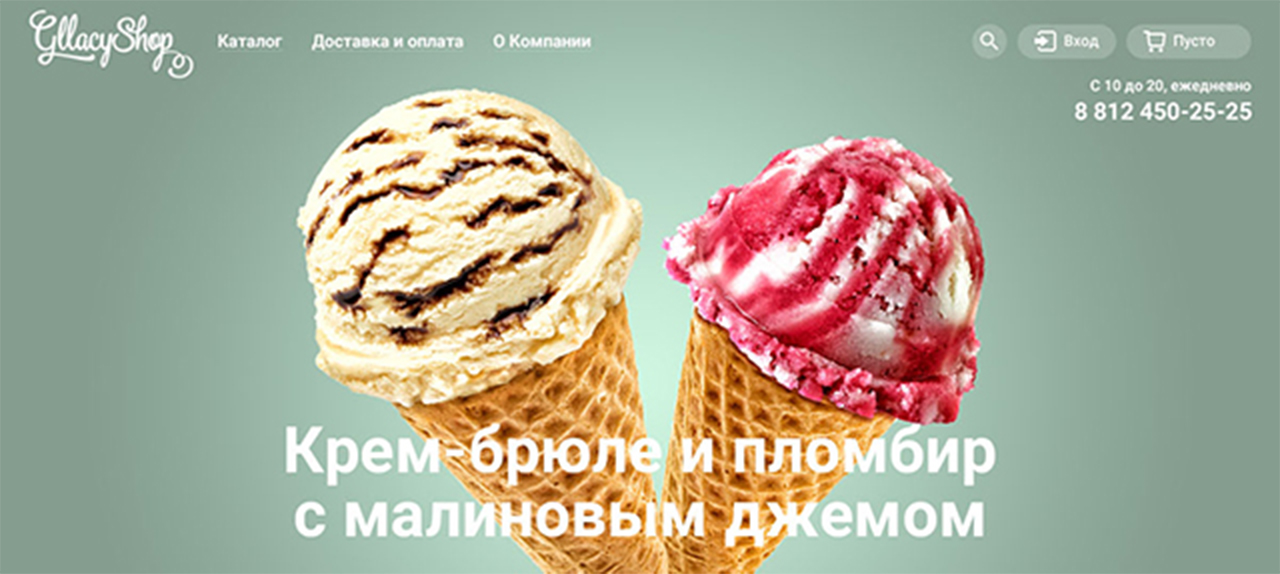 GllacyShop
Каталог
Доставка и оплата
О Компании
Вход
Пусто
С 10 до 20, ежедневно
8 812 450-25-25
Крем-брюле и пломбир
с малиновым джемом